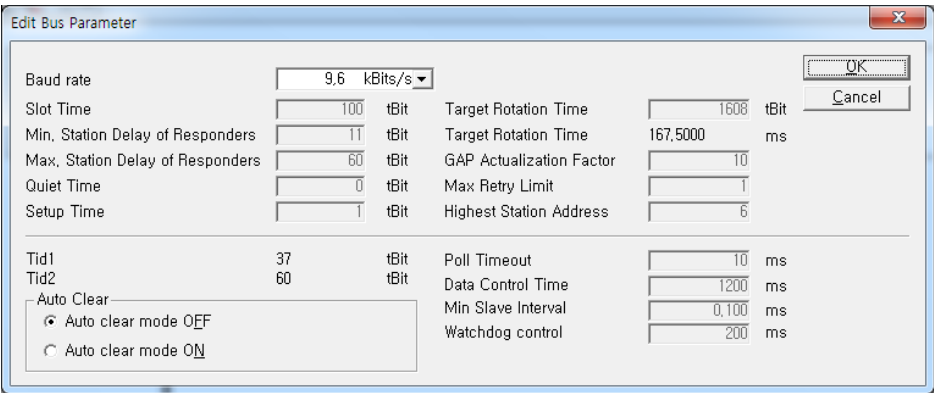 Edit Bus Parameter
x
Baud rate 9,6 kBits/s
OK
Cancel
Slot Time 100 tBit
Min, Station Delay of Responders 11 tBit
Max, Station Delay of Responders 60 tBit
Quiet Time 0 tBit
Setup Time 1 tBit
Target Rotation Time 1608 tBit
Target Rotation Time 167,5000 ms
GAP Actualization Factor 10
Max Retry Limit 1
Highest Station Address 6
Tid1 37 tBit
Tid2 60 tBit
Auto Clear
Auto clear mode OFF
Auto clear mode ON
Poll Timeout 10 ms
Data Control Time 1200 ms
Min Slave Interval 0,100 ms
Watchdog control 200 ms